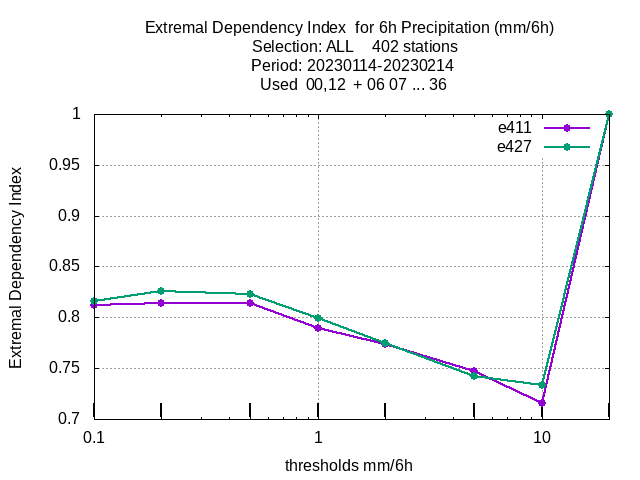 Extremal Dependency Index  for 6h Precipitation (mm/6h)
Selection: ALL    402 stations
Period: 20230114-20230214
Used  00,12  + 06 07 ... 36
e411
e427
1
0.95
0.9
0.85
0.8
0.75
0.7
Extremal Dependency Index
0.1
1
10
thresholds mm/6h